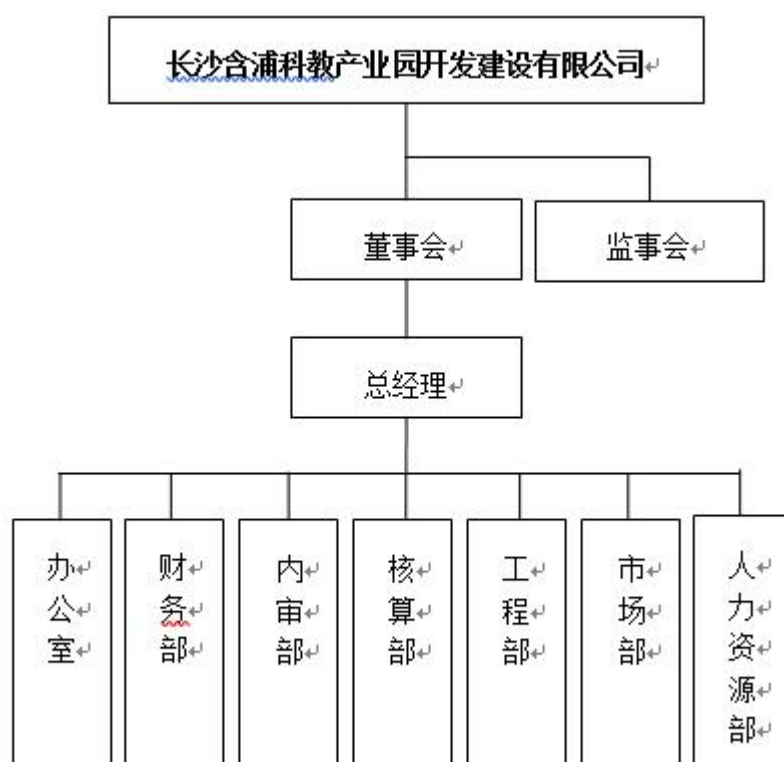 长沙含浦科教产业园开发建设有限公司
董事会
监事会
总经理
办公室
财务部
内审部
核算部
工程部
市场部
人力资源部